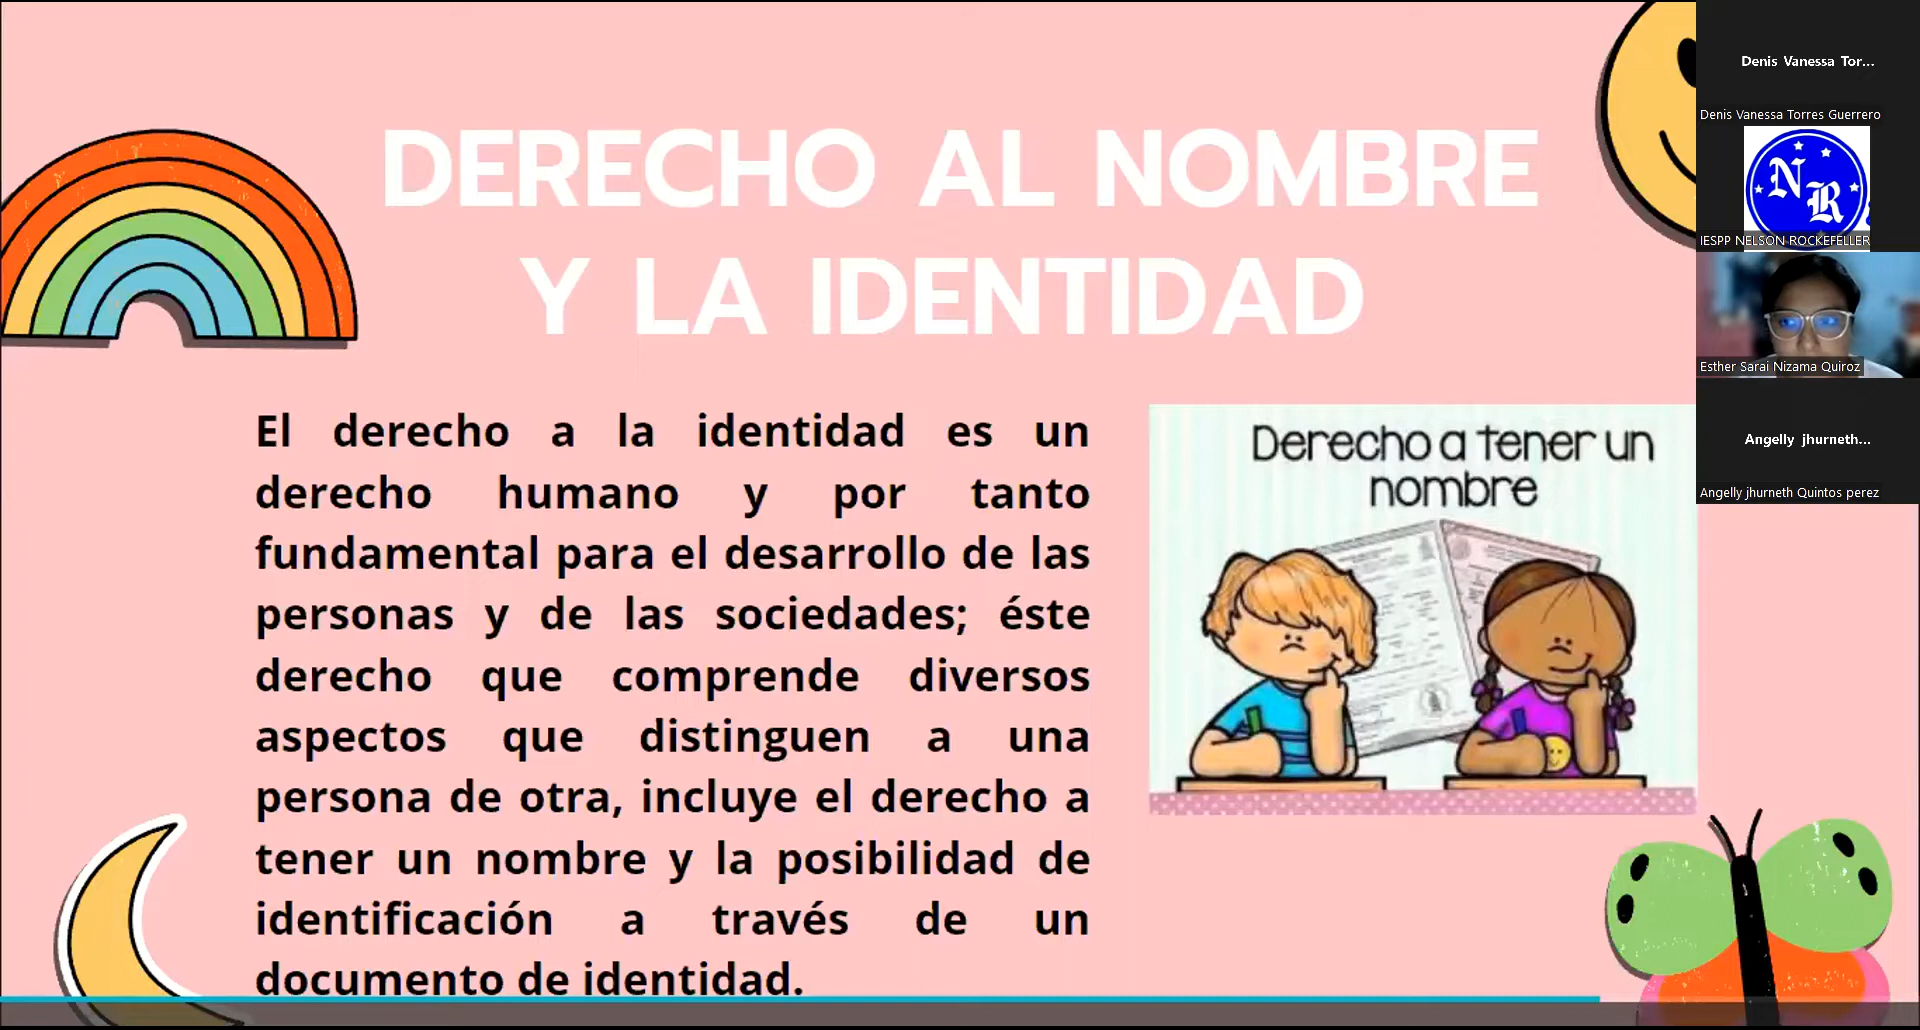 DERECHO AL NOMBRE
Y LA IDENTIDAD
El derecho a la identidad es un
derecho humano y por tanto
fundamental para el desarrollo de las
personas y de las sociedades; éste
derecho que comprende diversos
aspectos que distinguen a una
persona de otra, incluye el derecho a
tener un nombre y la posibilidad de
identificación a través de un
documento de identidad.
Derecho a tener un
nombre
Denis Vanessa Tor...
Denis Vanessa Torres Guerrero
N
R
IESPP NELSON ROCKEFELLER
Esther Sarai Nizama Quiroz
Angelly jhurneth...
Angelly jhurneth Quintos perez